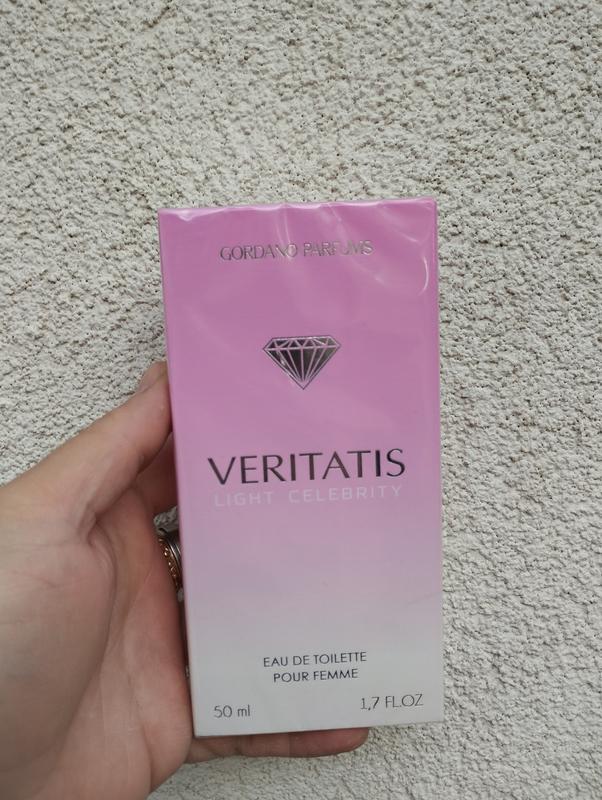 GORDANO PARFUMS
VERITATIS
LIGHT CELEBRITY
EAU DE TOILETTE
POUR FEMME
50 ml 1,7 FL.OZ